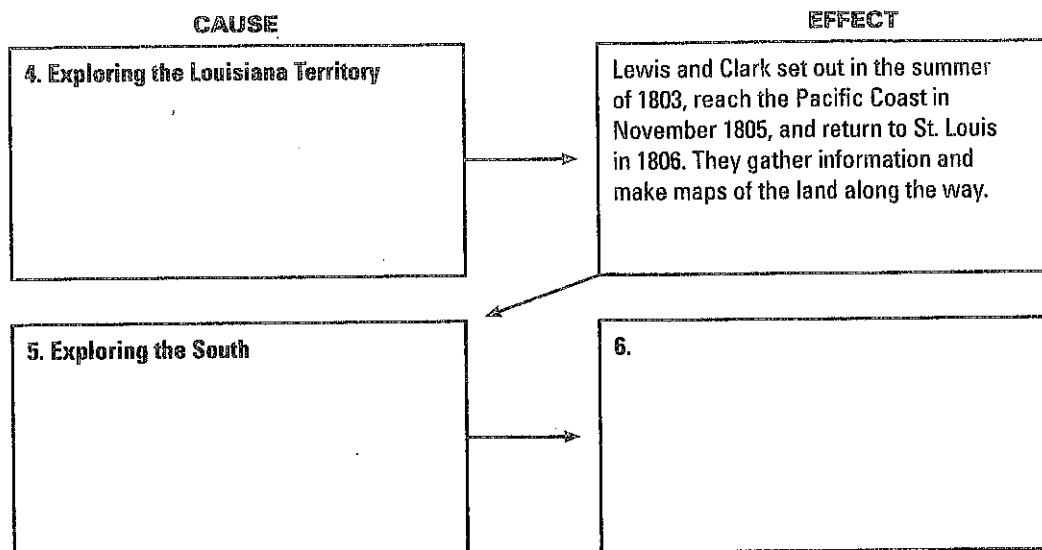 CAUSE
EFFECT
4. Exploring the Louisiana Territory
Lewis and Clark set out in the summer
of 1803, reach the Pacific Coast in
November 1805, and return to St. Louis
in 1806. They gather information and
make maps of the land along the way.
5. Exploring the South
6.